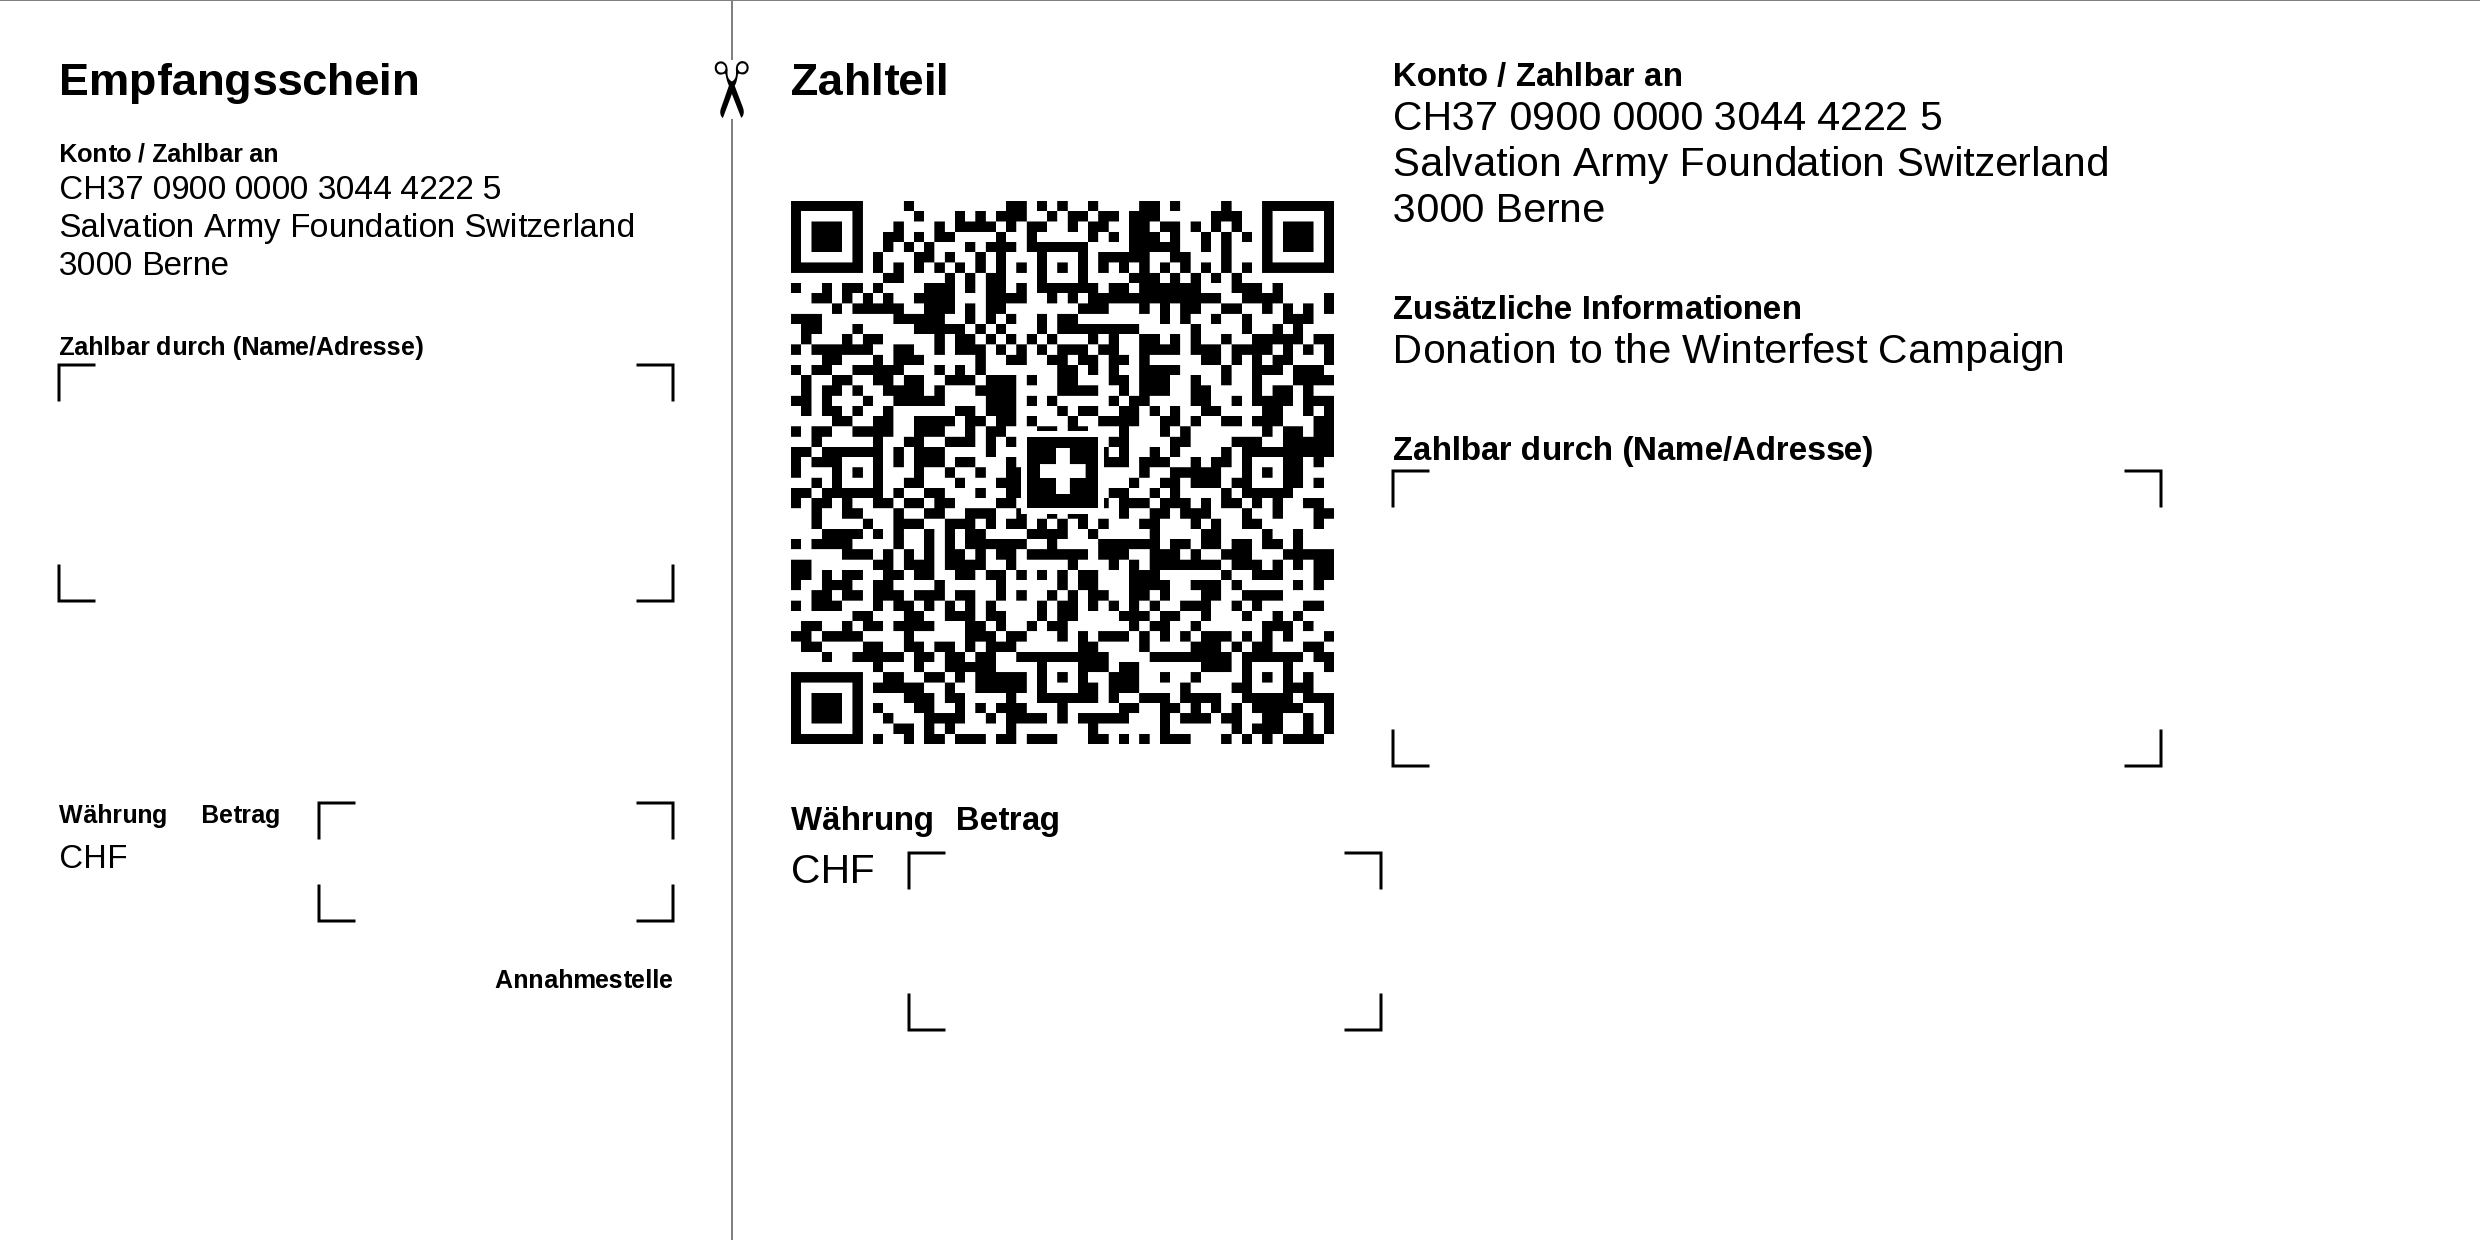 Empfangsschein
Konto / Zahlbar an
CH37 0900 0000 3044 4222 5
Salvation Army Foundation Switzerland
3000 Berne
Zahlbar durch (Name/Adresse)
Währung Betrag
CHF
Annahmestelle
Zahlteil
Währung Betrag
CHF
Konto / Zahlbar an
CH37 0900 0000 3044 4222 5
Salvation Army Foundation Switzerland
3000 Berne
Zusätzliche Informationen
Donation to the Winterfest Campaign
Zahlbar durch (Name/Adresse)